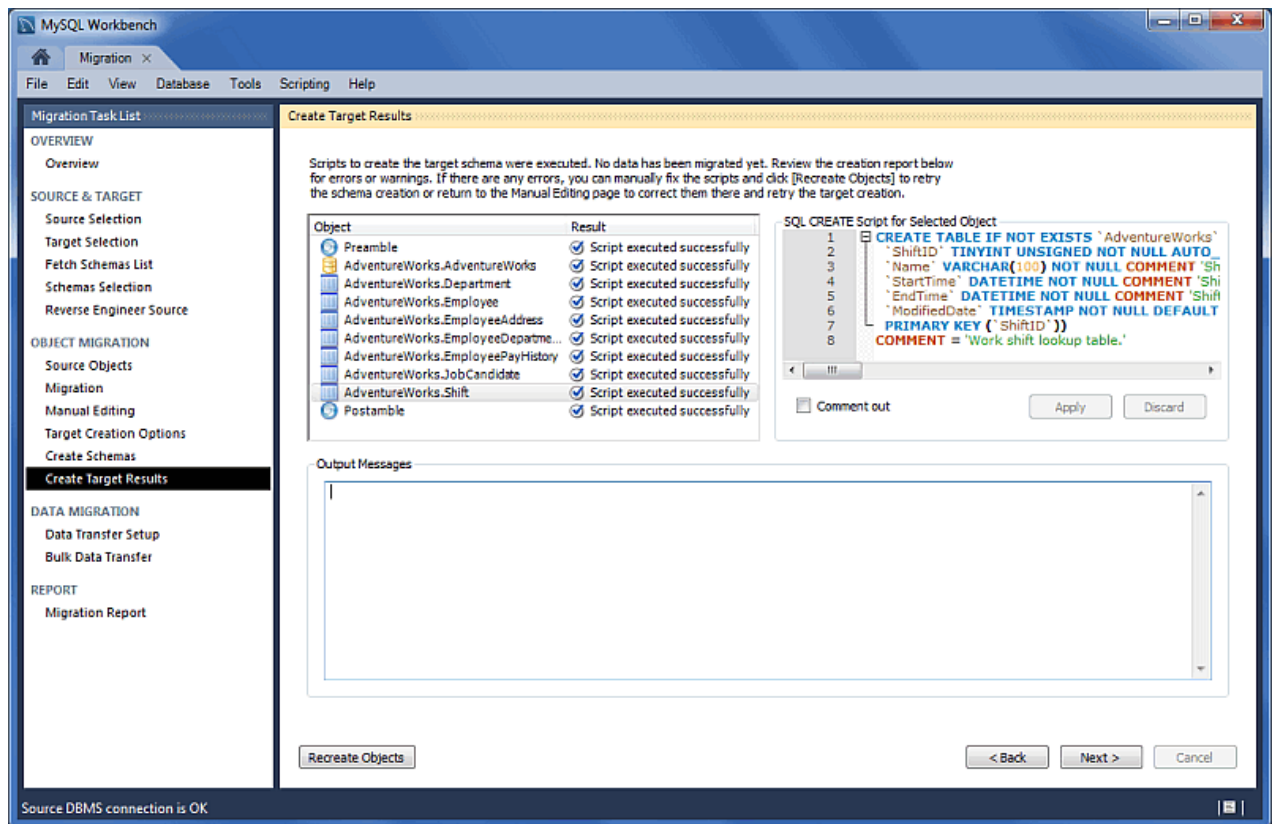 MySQL Workbench
Migration
File Edit View Database Tools Scripting Help
Migration Task List
OVERVIEW
Overview
SOURCE & TARGET
Source Selection
Target Selection
Fetch Schemas List
Schemas Selection
Reverse Engineer Source
OBJECT MIGRATION
Source Objects
Migration
Manual Editing
Target Creation Options
Create Schemas
Create Target Results
DATA MIGRATION
Data Transfer Setup
Bulk Data Transfer
REPORT
Migration Report
Create Target Results
Scripts to create the target schema were executed. No data has been migrated yet. Review the creation report below
for errors or warnings. If there are any errors, you can manually fix the scripts and click [Recreate Objects] to retry
the schema creation or return to the Manual Editing page to correct them there and retry the target creation.
Object Result
Preamble Script executed successfully
AdventureWorks.AdventureWorks Script executed successfully
AdventureWorks.Department Script executed successfully
AdventureWorks.Employee Script executed successfully
AdventureWorks.EmployeeAddress Script executed successfully
AdventureWorks.EmployeeDepartme... Script executed successfully
AdventureWorks.EmployeePayHistory Script executed successfully
AdventureWorks.JobCandidate Script executed successfully
AdventureWorks.Shift Script executed successfully
Postamble Script executed successfully
SQL CREATE Script for Selected Object
1 CREATE TABLE IF NOT EXISTS `AdventureWorks`
2 `ShiftID` TINYINT UNSIGNED NOT NULL AUTO_
3 `Name` VARCHAR(100) NOT NULL COMMENT 'Sh
4 `StartTime` DATETIME NOT NULL COMMENT 'Shi
5 `EndTime` DATETIME NOT NULL COMMENT 'Shift
6 `ModifiedDate` TIMESTAMP NOT NULL DEFAULT
7 PRIMARY KEY (`ShiftID`))
8 COMMENT = 'Work shift lookup table.'
Comment out Apply Discard
Output Messages
Recreate Objects < Back Next > Cancel
Source DBMS connection is OK